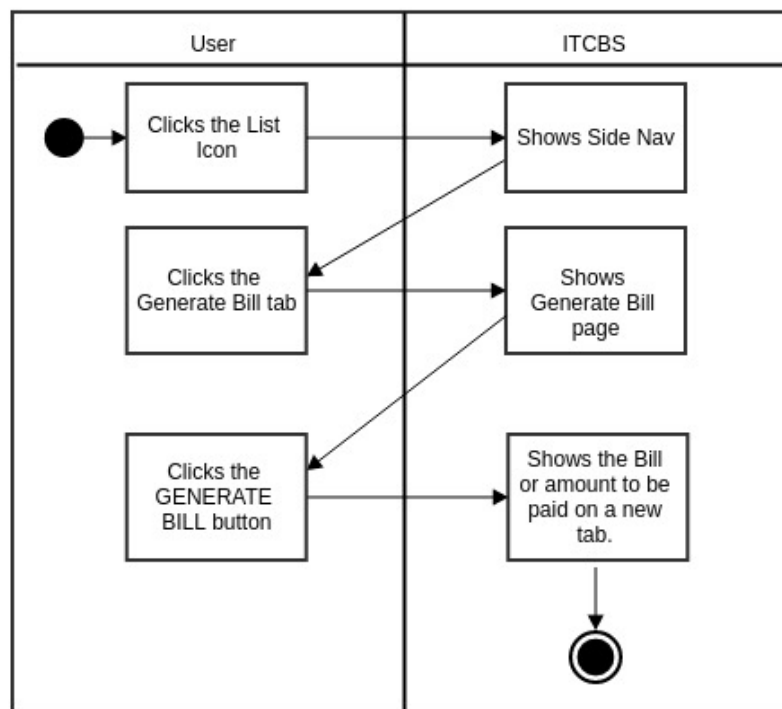 User
ITCBS
Clicks the List
Icon
Shows Side Nav
Clicks the
Generate Bill tab
Shows
Generate Bill
page
Clicks the
GENERATE
BILL button
Shows the Bill
or amount to be
paid on a new
tab.